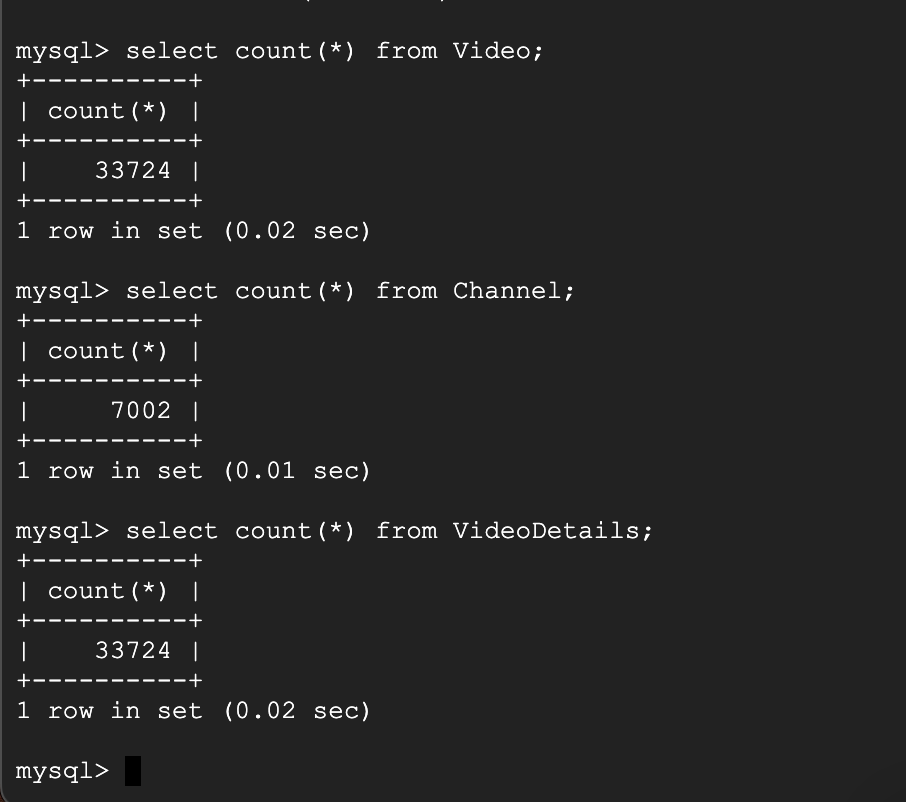 mysql> select count(*) from Video;
+----------+
| count(*) |
+----------+
|    33724 |
+----------+
1 row in set (0.02 sec)
mysql> select count(*) from Channel;
+----------+
| count(*) |
+----------+
|     7002 |
+----------+
1 row in set (0.01 sec)
mysql> select count(*) from VideoDetails;
+----------+
| count(*) |
+----------+
|    33724 |
+----------+
1 row in set (0.02 sec)
mysql>